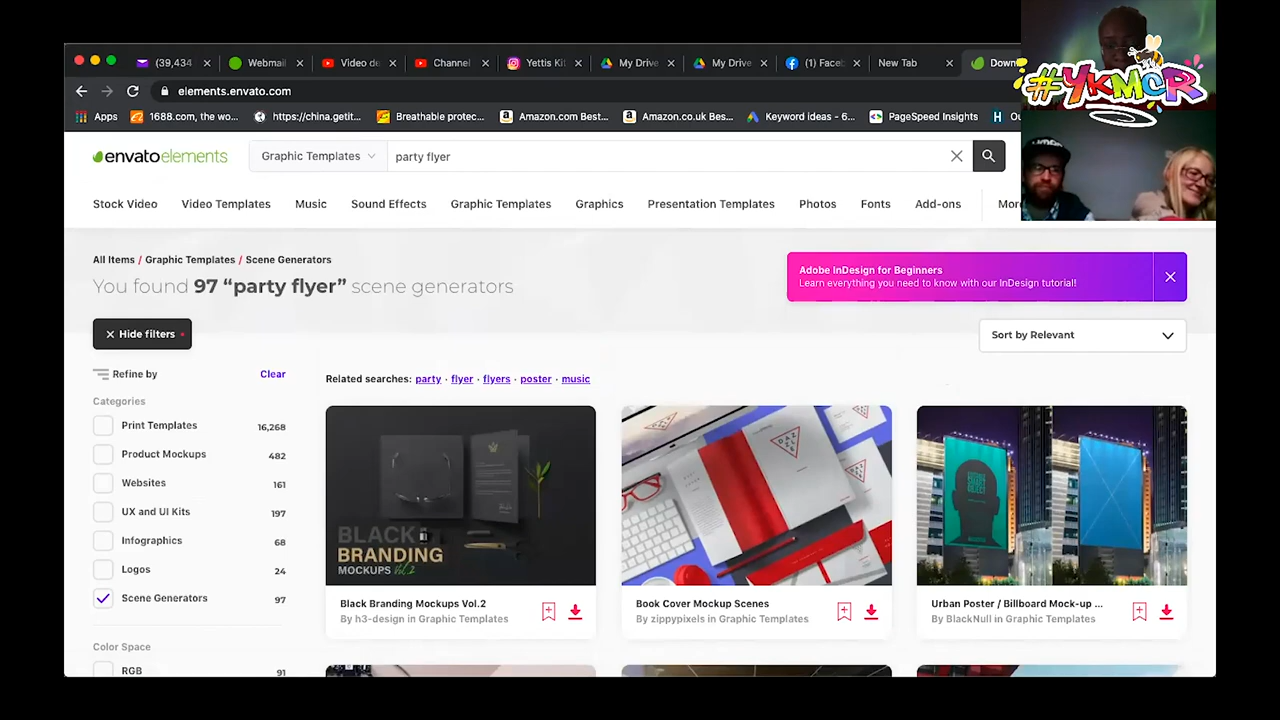 (39,434
Webmail
Video de
Channel
Yettis Kit
My Drive
My Drive
(1) Faceb
New Tab
Down
#YKMCR
elements.envato.com
Apps
1688.com, the wo...
https://china.getit...
Breathable protec...
Amazon.com Best...
Amazon.co.uk Bes...
Keyword ideas - 6...
PageSpeed Insights
envatoelements
Graphic Templates
party flyer
Stock Video
Video Templates
Music
Sound Effects
Graphic Templates
Graphics
Presentation Templates
Photos
Fonts
Add-ons
All Items / Graphic Templates / Scene Generators
You found 97 “party flyer” scene generators
Adobe InDesign for Beginners
Learn everything you need to know with our InDesign tutorial!
Hide filters
Sort by Relevant
Refine by
Clear
Related searches: party · flyer · flyers · poster · music
Categories
Print Templates 16,268
Product Mockups 482
Websites 161
UX and UI Kits 197
Infographics 68
Logos 24
Scene Generators 97
Color Space
RGB 91
BLACK
BRANDING
MOCKUPS Vol.2
Black Branding Mockups Vol.2
By h3-design in Graphic Templates
Book Cover Mockup Scenes
By zippypixels in Graphic Templates
Urban Poster / Billboard Mock-up ...
By BlackNull in Graphic Templates